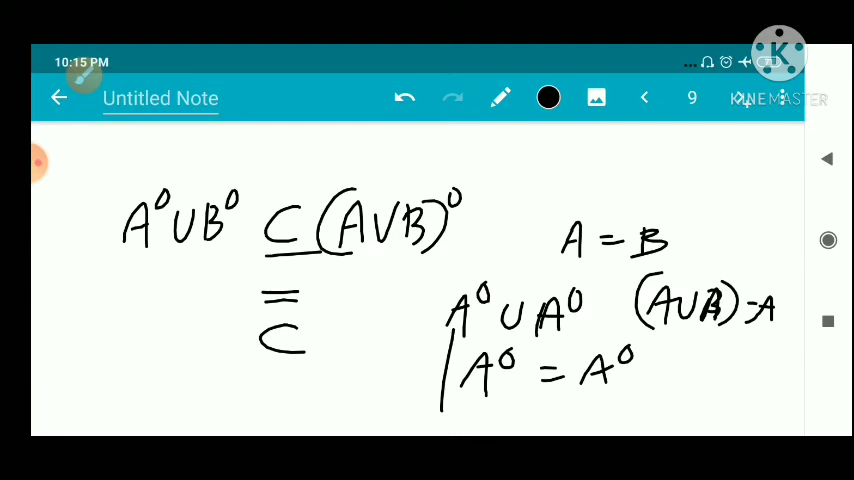 10:15 PM
Untitled Note
9
KINEMASTER
A⁰∪B⁰ ⊆ (A∪B)⁰
=
⊂
A = B
A⁰ ∪ A⁰ (A∪A) = A
A⁰ = A⁰